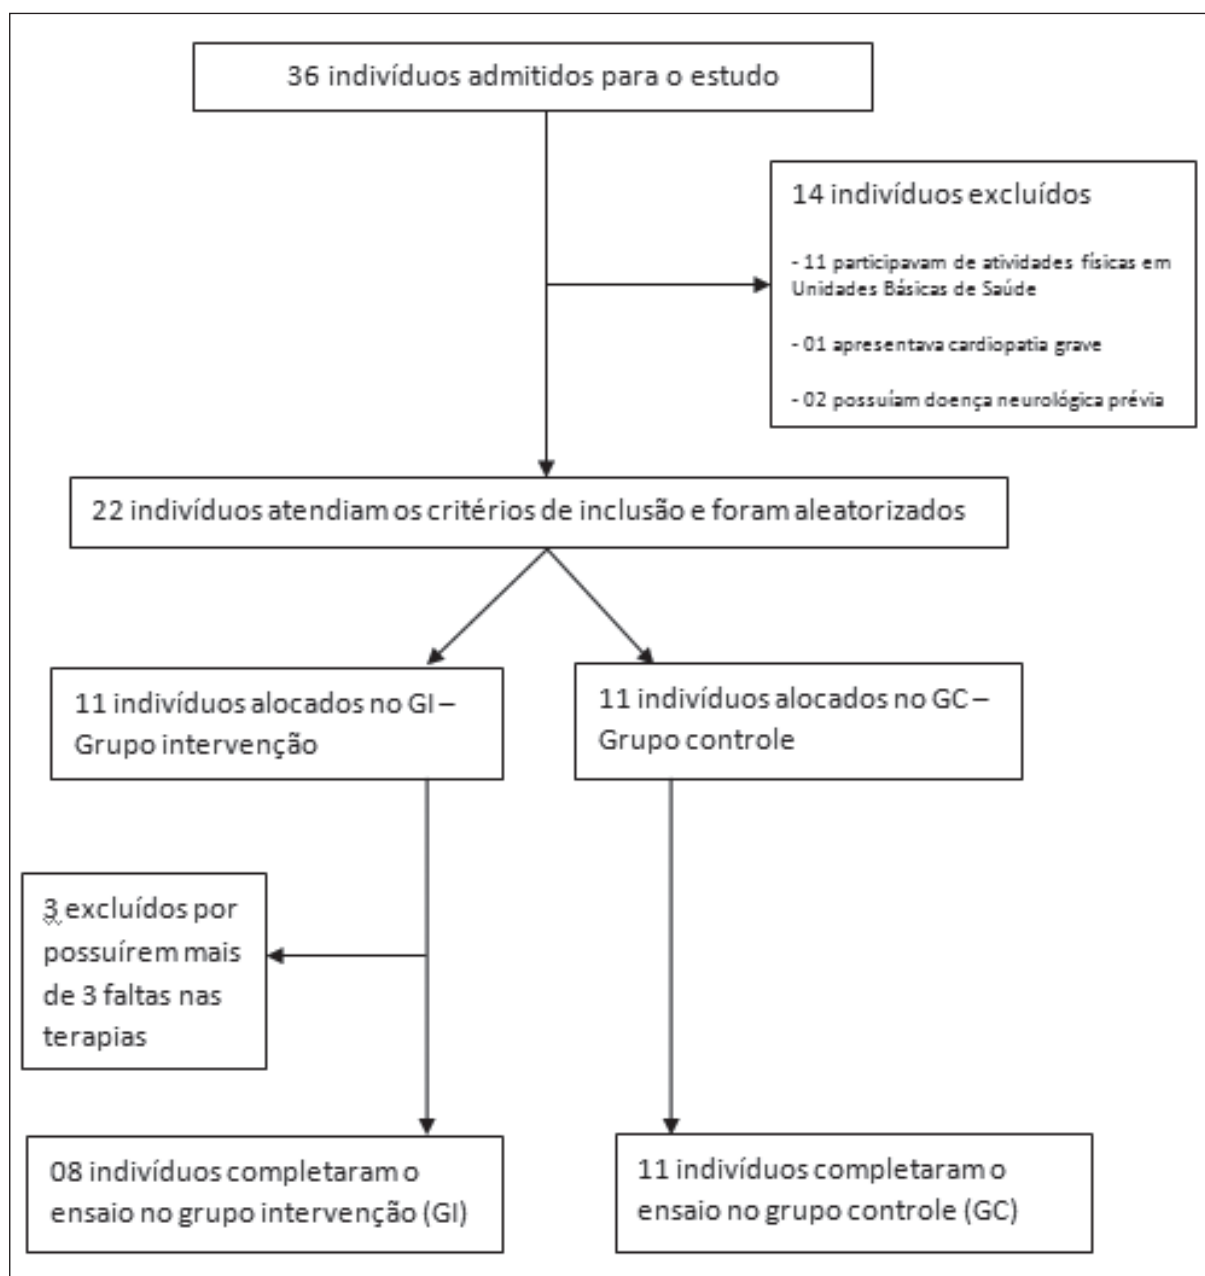 36 indivíduos admitidos para o estudo
14 indivíduos excluídos
- 11 participavam de atividades físicas em
Unidades Básicas de Saúde
- 01 apresentava cardiopatia grave
- 02 possuíam doença neurológica prévia
22 indivíduos atendiam os critérios de inclusão e foram aleatorizados
11 indivíduos alocados no GI –
Grupo intervenção
11 indivíduos alocados no GC –
Grupo controle
3 excluídos por
possuírem mais
de 3 faltas nas
terapias
08 indivíduos completaram o
ensaio no grupo intervenção (GI)
11 indivíduos completaram o
ensaio no grupo controle (GC)